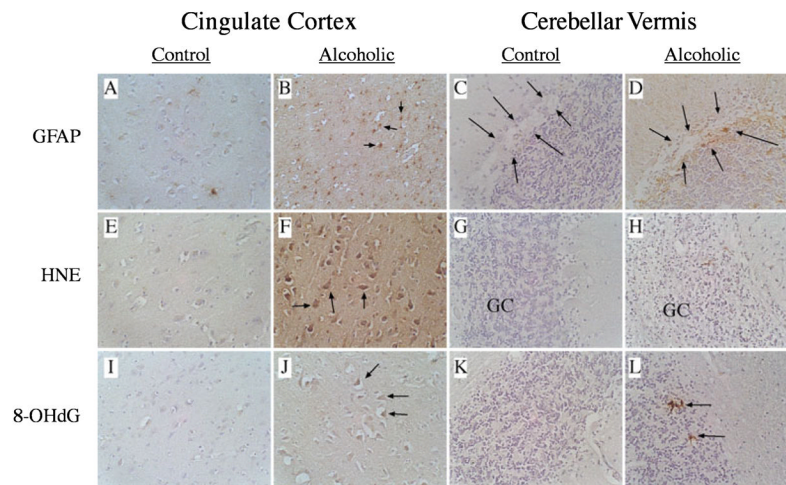 Cingulate Cortex Cerebellar Vermis
Control Alcoholic Control Alcoholic
GFAP A B C D
HNE E F G H
GC GC
8-OHdG I J K L